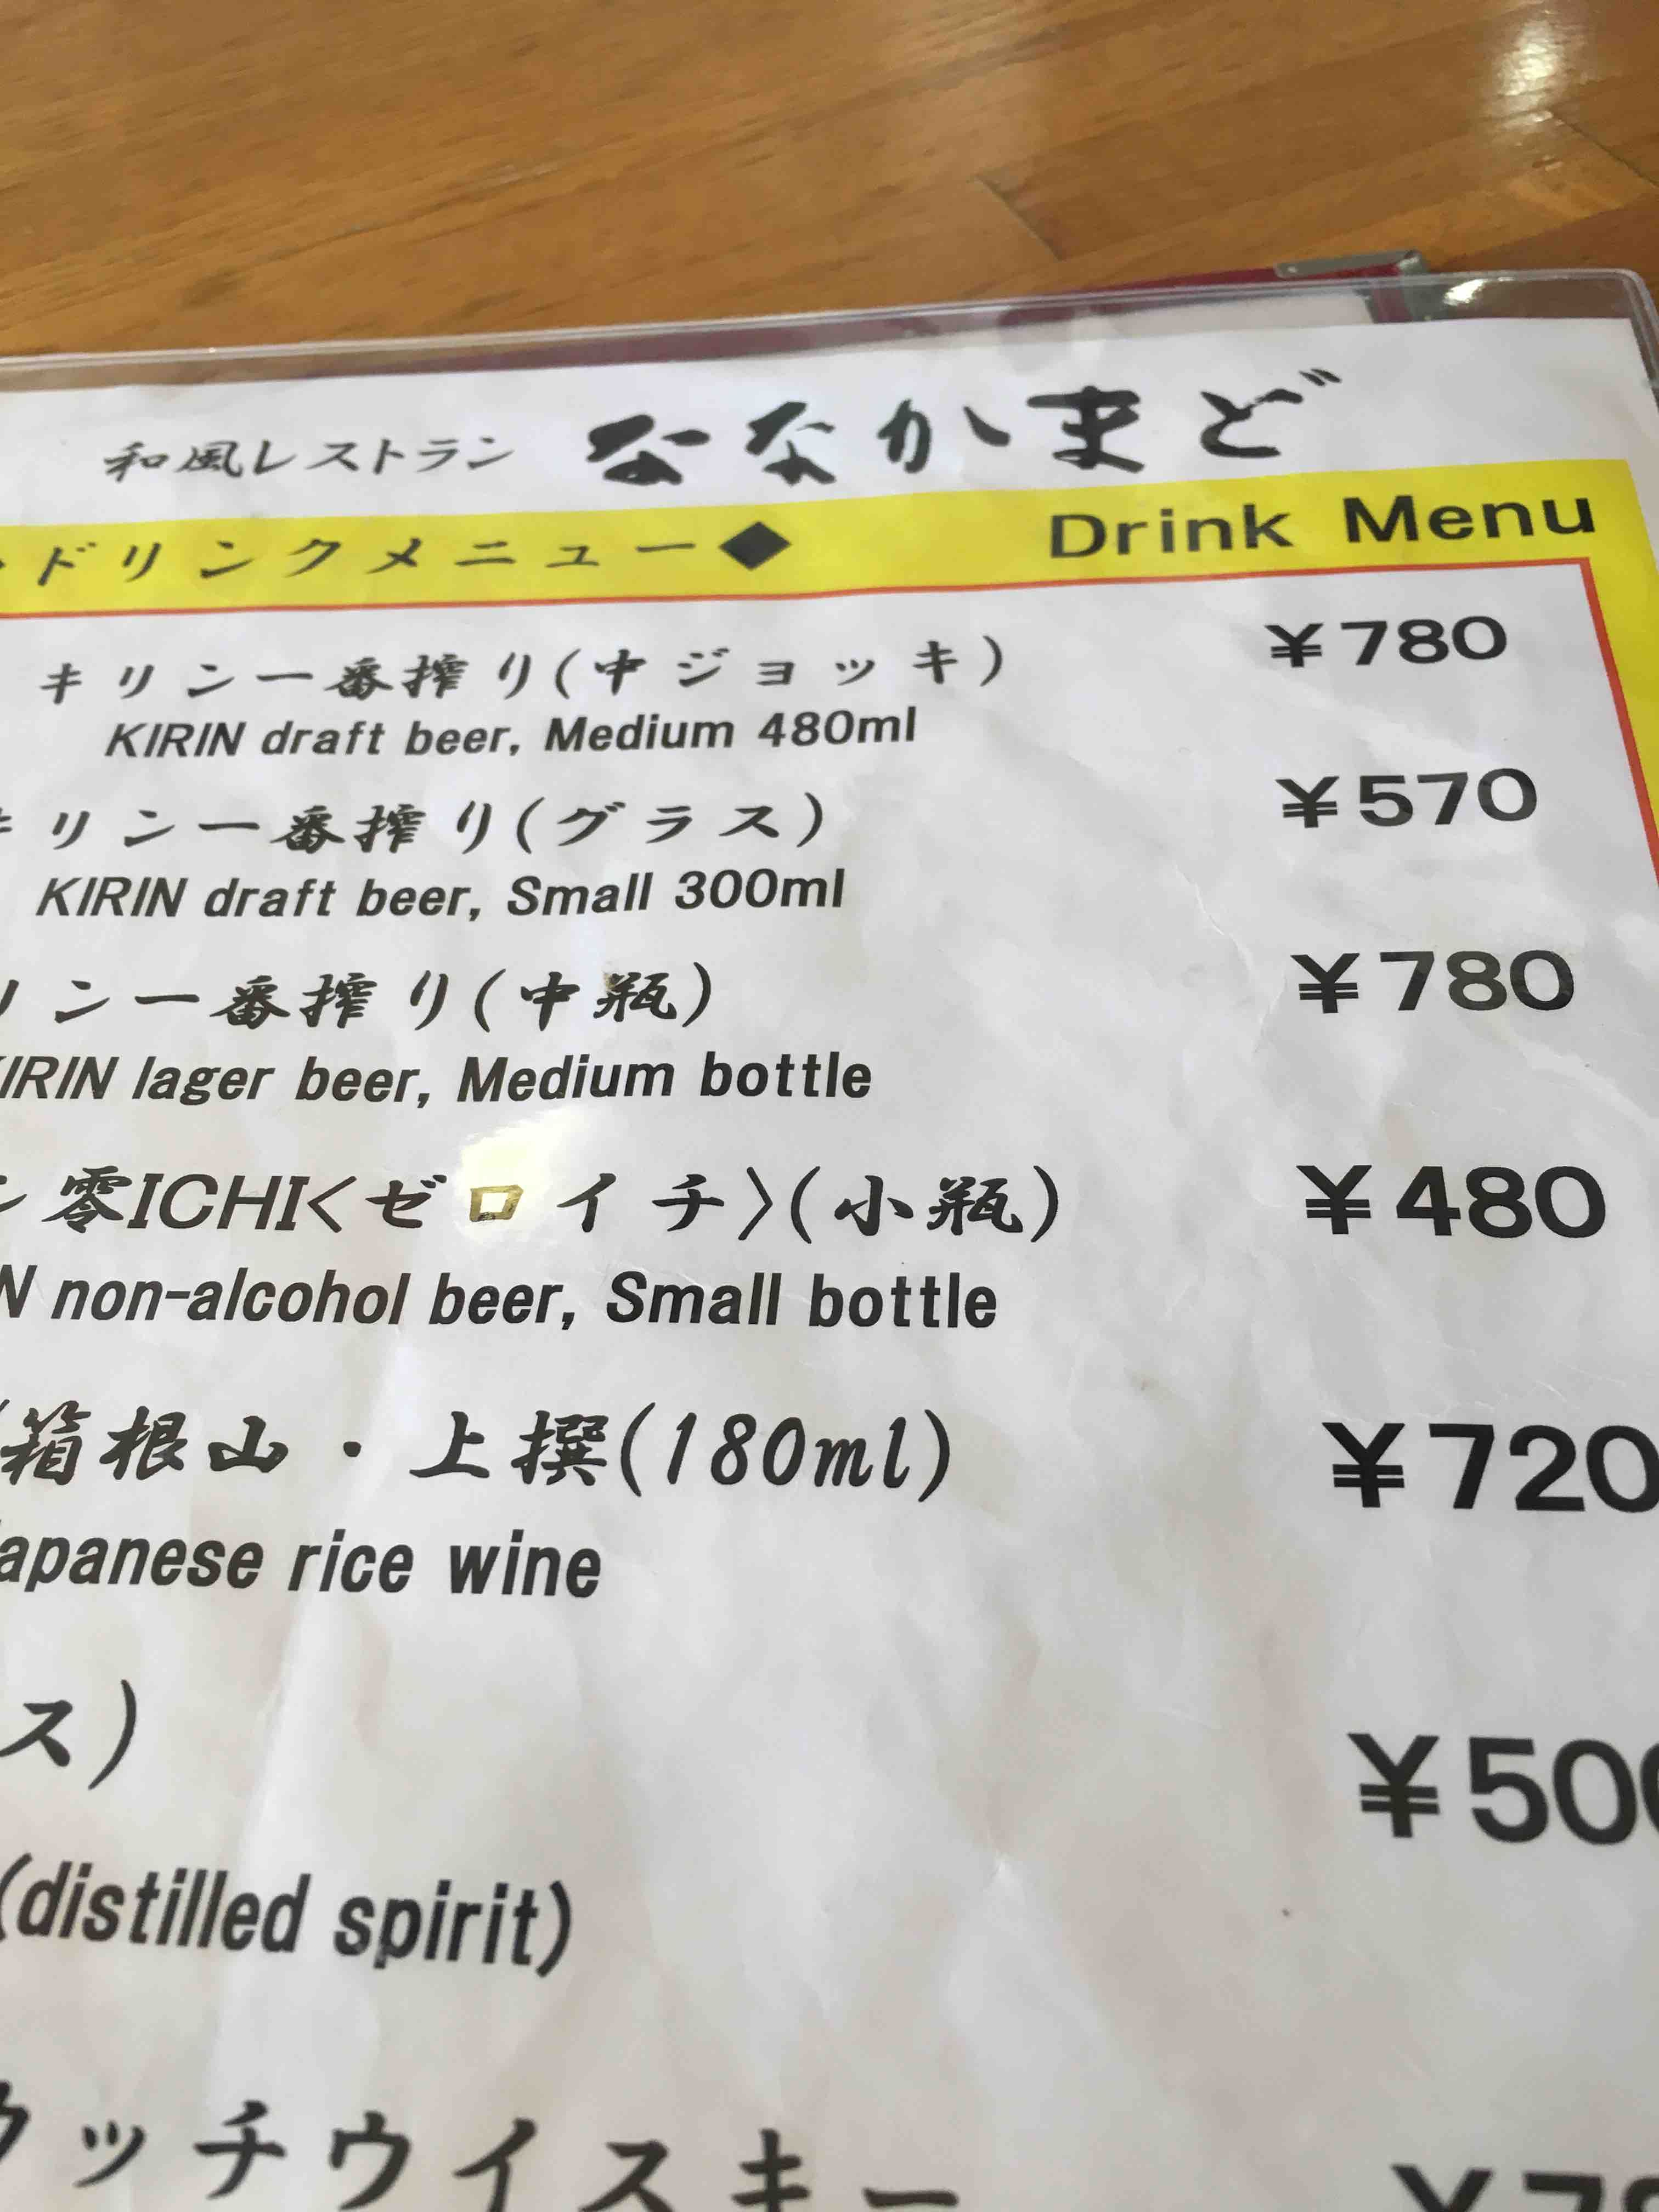 和風レストラン ななかまど
ドリンクメニュー◆ Drink Menu
キリン一番搾り(中ジョッキ) ¥780
KIRIN draft beer, Medium 480ml
キリン一番搾り(グラス) ¥570
KIRIN draft beer, Small 300ml
リン一番搾り(中瓶) ¥780
KIRIN lager beer, Medium bottle
ン零ICHI<ゼロイチ>(小瓶) ¥480
N non-alcohol beer, Small bottle
箱根山・上撰(180ml) ¥720
Japanese rice wine
ス) ¥500
(distilled spirit)
ッチウイスキー